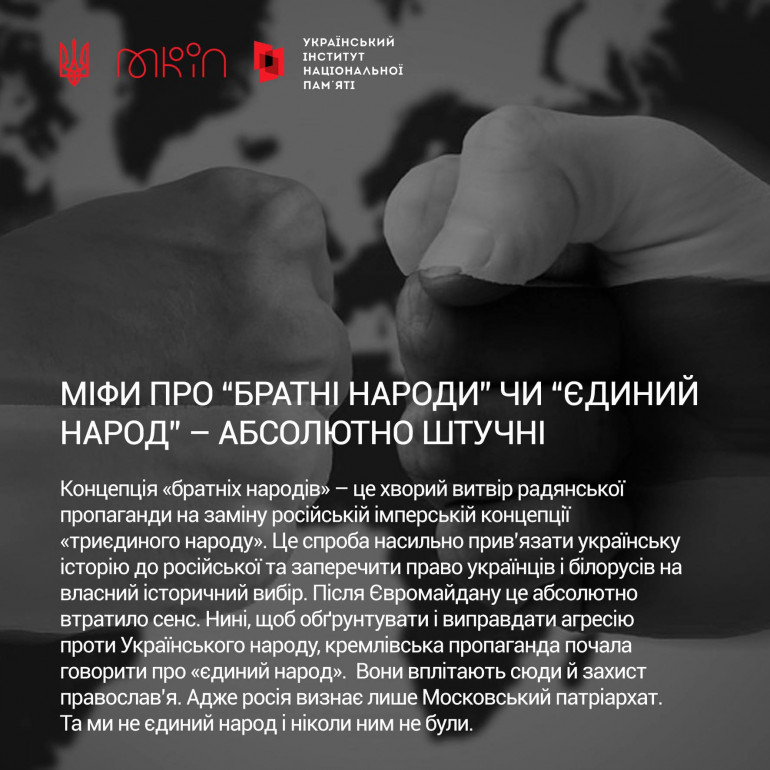 МКІП
УКРАЇНСЬКИЙ
ІНСТИТУТ
НАЦІОНАЛЬНОЇ
ПАМ'ЯТІ
МІФИ ПРО “БРАТНІ НАРОДИ” ЧИ “ЄДИНИЙ
НАРОД” – АБСОЛЮТНО ШТУЧНІ
Концепція «братніх народів» – це хворий витвір радянської
пропаганди на заміну російській імперській концепції
«триєдиного народу». Це спроба насильно прив’язати українську
історію до російської та заперечити право українців і білорусів на
власний історичний вибір. Після Євромайдану це абсолютно
втратило сенс. Нині, щоб обґрунтувати і виправдати агресію
проти Українського народу, кремлівська пропаганда почала
говорити про «єдиний народ». Вони вплітають сюди й захист
православ’я. Адже росія визнає лише Московський патріархат.
Та ми не єдиний народ і ніколи ним не були.